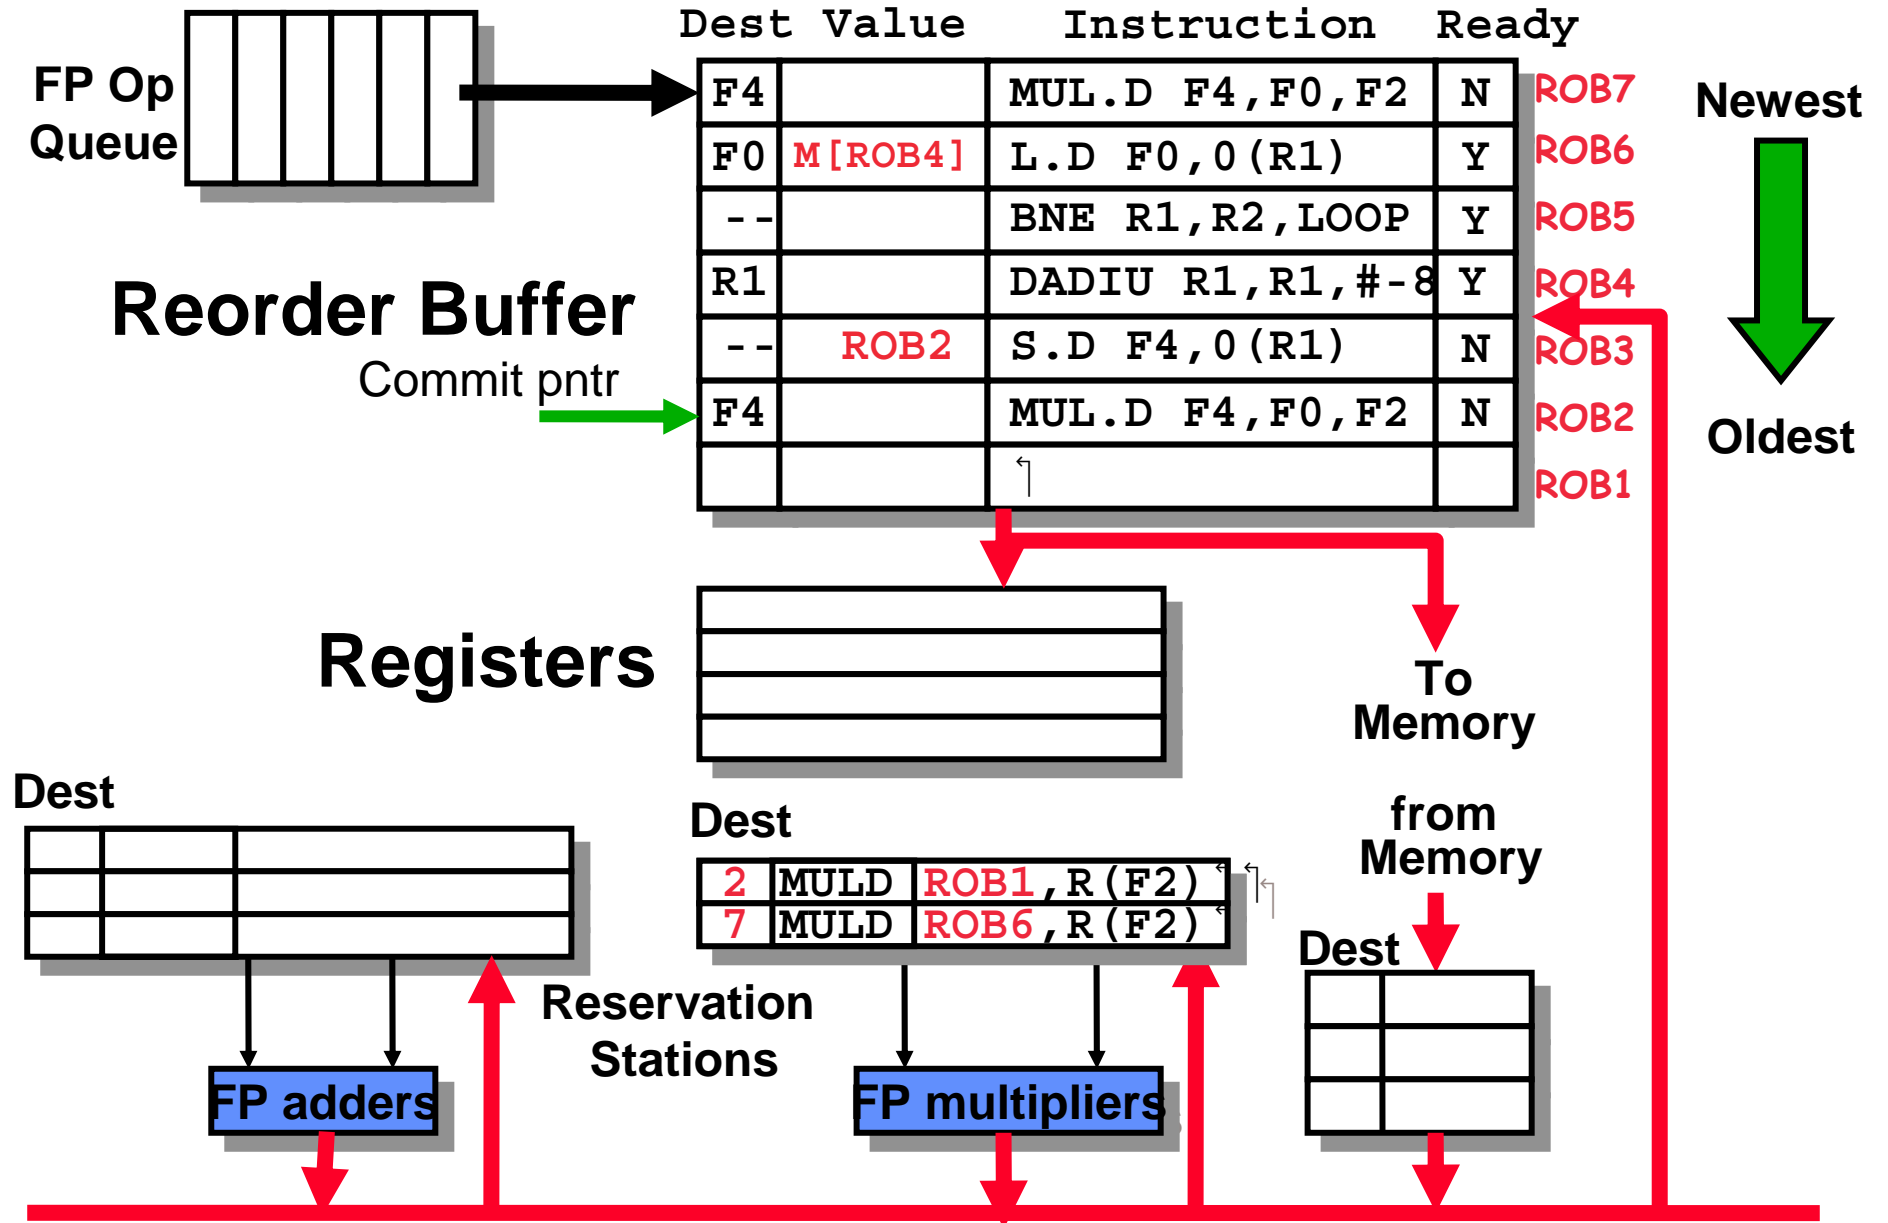 Dest Value Instruction Ready
FP Op
Queue
F4 MUL.D F4,F0,F2 N ROB7
Newest
F0 M[ROB4] L.D F0,0(R1) Y ROB6
-- BNE R1,R2,LOOP Y ROB5
Reorder Buffer
R1 DADIU R1,R1,#-8 Y ROB4
-- ROB2 S.D F4,0(R1) N ROB3
Commit pntr
F4 MUL.D F4,F0,F2 N ROB2
Oldest
ROB1
Registers
To
Memory
Dest
Dest
from
Memory
2 MULD ROB1,R(F2)
7 MULD ROB6,R(F2)
Dest
Reservation
Stations
FP adders
FP multipliers